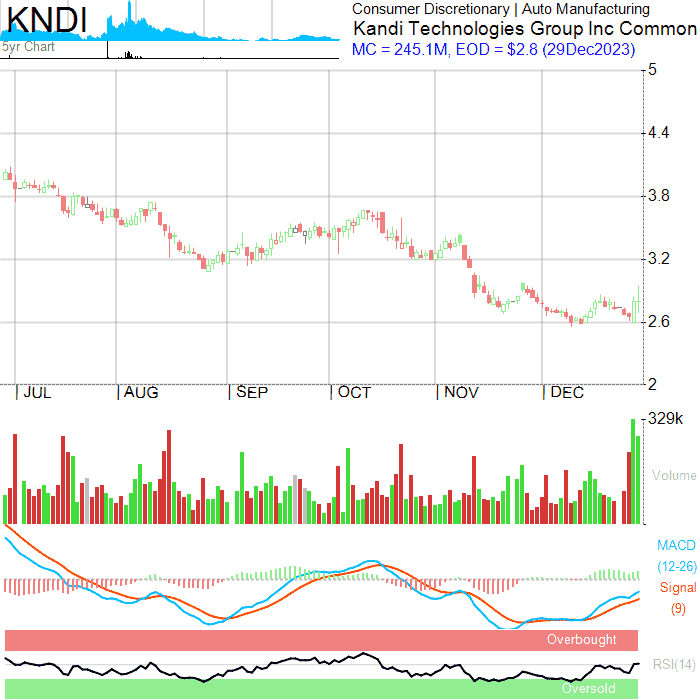 KNDI
5yr Chart
Consumer Discretionary | Auto Manufacturing
Kandi Technologies Group Inc Common
MC = 245.1M, EOD = $2.8 (29Dec2023)
5
4.4
3.8
3.2
2.6
2
JUL
AUG
SEP
OCT
NOV
DEC
329k
Volume
MACD
(12-26)
Signal
(9)
Overbought
RSI(14)
Oversold